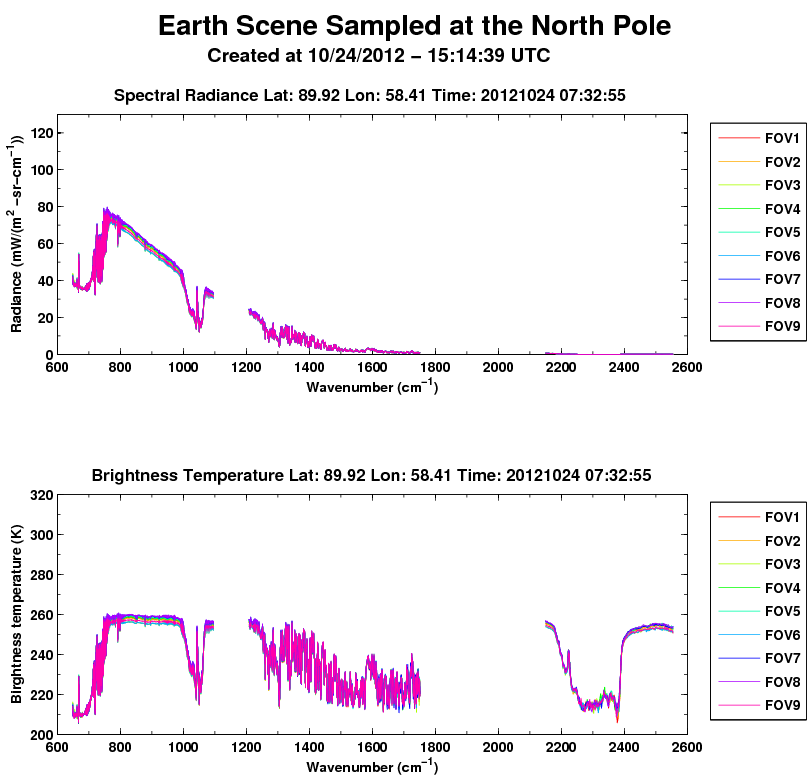 Earth Scene Sampled at the North Pole
Created at 10/24/2012 − 15:14:39 UTC
Spectral Radiance Lat: 89.92 Lon: 58.41 Time: 20121024 07:32:55
Radiance (mW/(m² −sr−cm⁻¹))
120
100
80
60
40
20
0
600 800 1000 1200 1400 1600 1800 2000 2200 2400 2600
Wavenumber (cm⁻¹)
FOV1
FOV2
FOV3
FOV4
FOV5
FOV6
FOV7
FOV8
FOV9
Brightness Temperature Lat: 89.92 Lon: 58.41 Time: 20121024 07:32:55
Birghtness temperature (K)
320
300
280
260
240
220
200
600 800 1000 1200 1400 1600 1800 2000 2200 2400 2600
Wavenumber (cm⁻¹)
FOV1
FOV2
FOV3
FOV4
FOV5
FOV6
FOV7
FOV8
FOV9